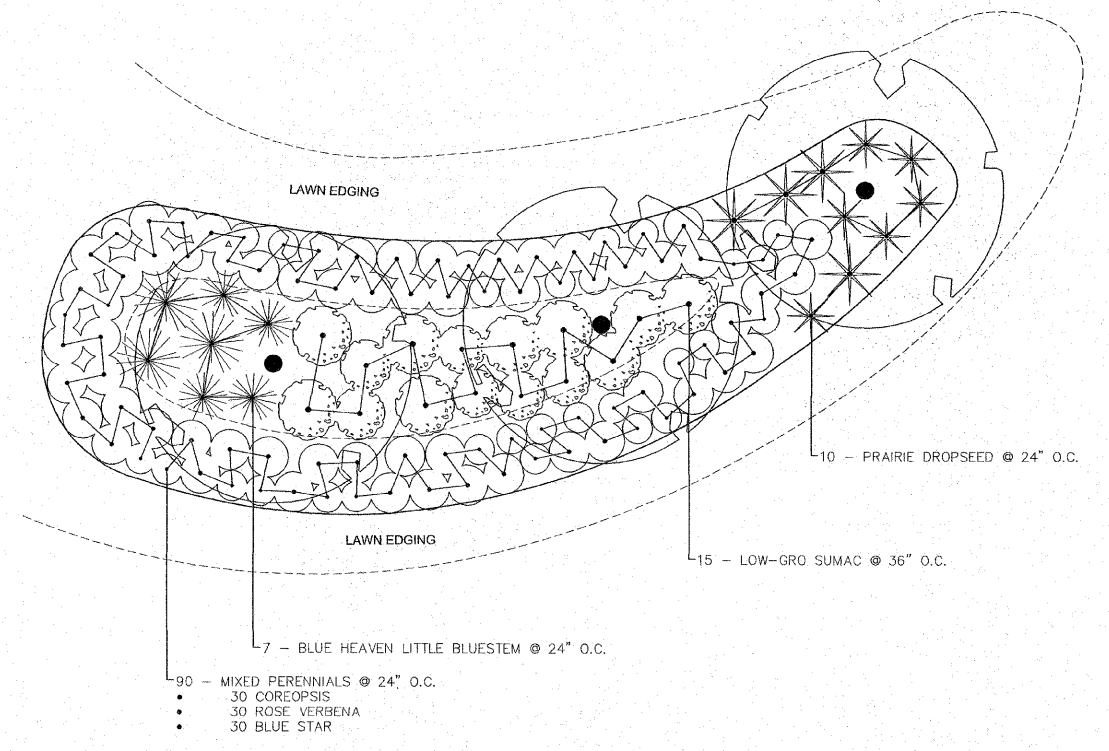 LAWN EDGING
10 – PRAIRIE DROPSEED @ 24" O.C.
LAWN EDGING
15 – LOW-GRO SUMAC @ 36" O.C.
7 – BLUE HEAVEN LITTLE BLUESTEM @ 24" O.C.
90 – MIXED PERENNIALS @ 24" O.C.
• 30 COREOPSIS
• 30 ROSE VERBENA
• 30 BLUE STAR